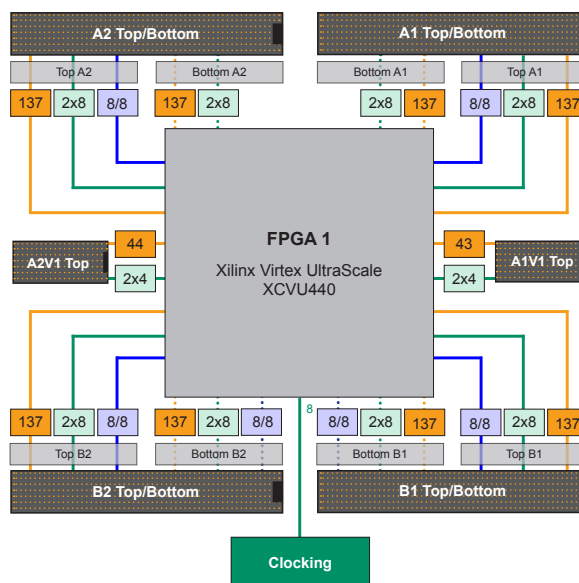 A2 Top/Bottom
A1 Top/Bottom
Top A2
Bottom A2
Bottom A1
Top A1
137
2x8
8/8
137
2x8
2x8
137
8/8
2x8
137
FPGA 1
Xilinx Virtex UltraScale
XCVU440
44
A2V1 Top
2x4
43
A1V1 Top
2x4
8
137
2x8
8/8
137
2x8
8/8
8/8
2x8
137
8/8
2x8
137
Top B2
Bottom B2
Bottom B1
Top B1
B2 Top/Bottom
B1 Top/Bottom
Clocking